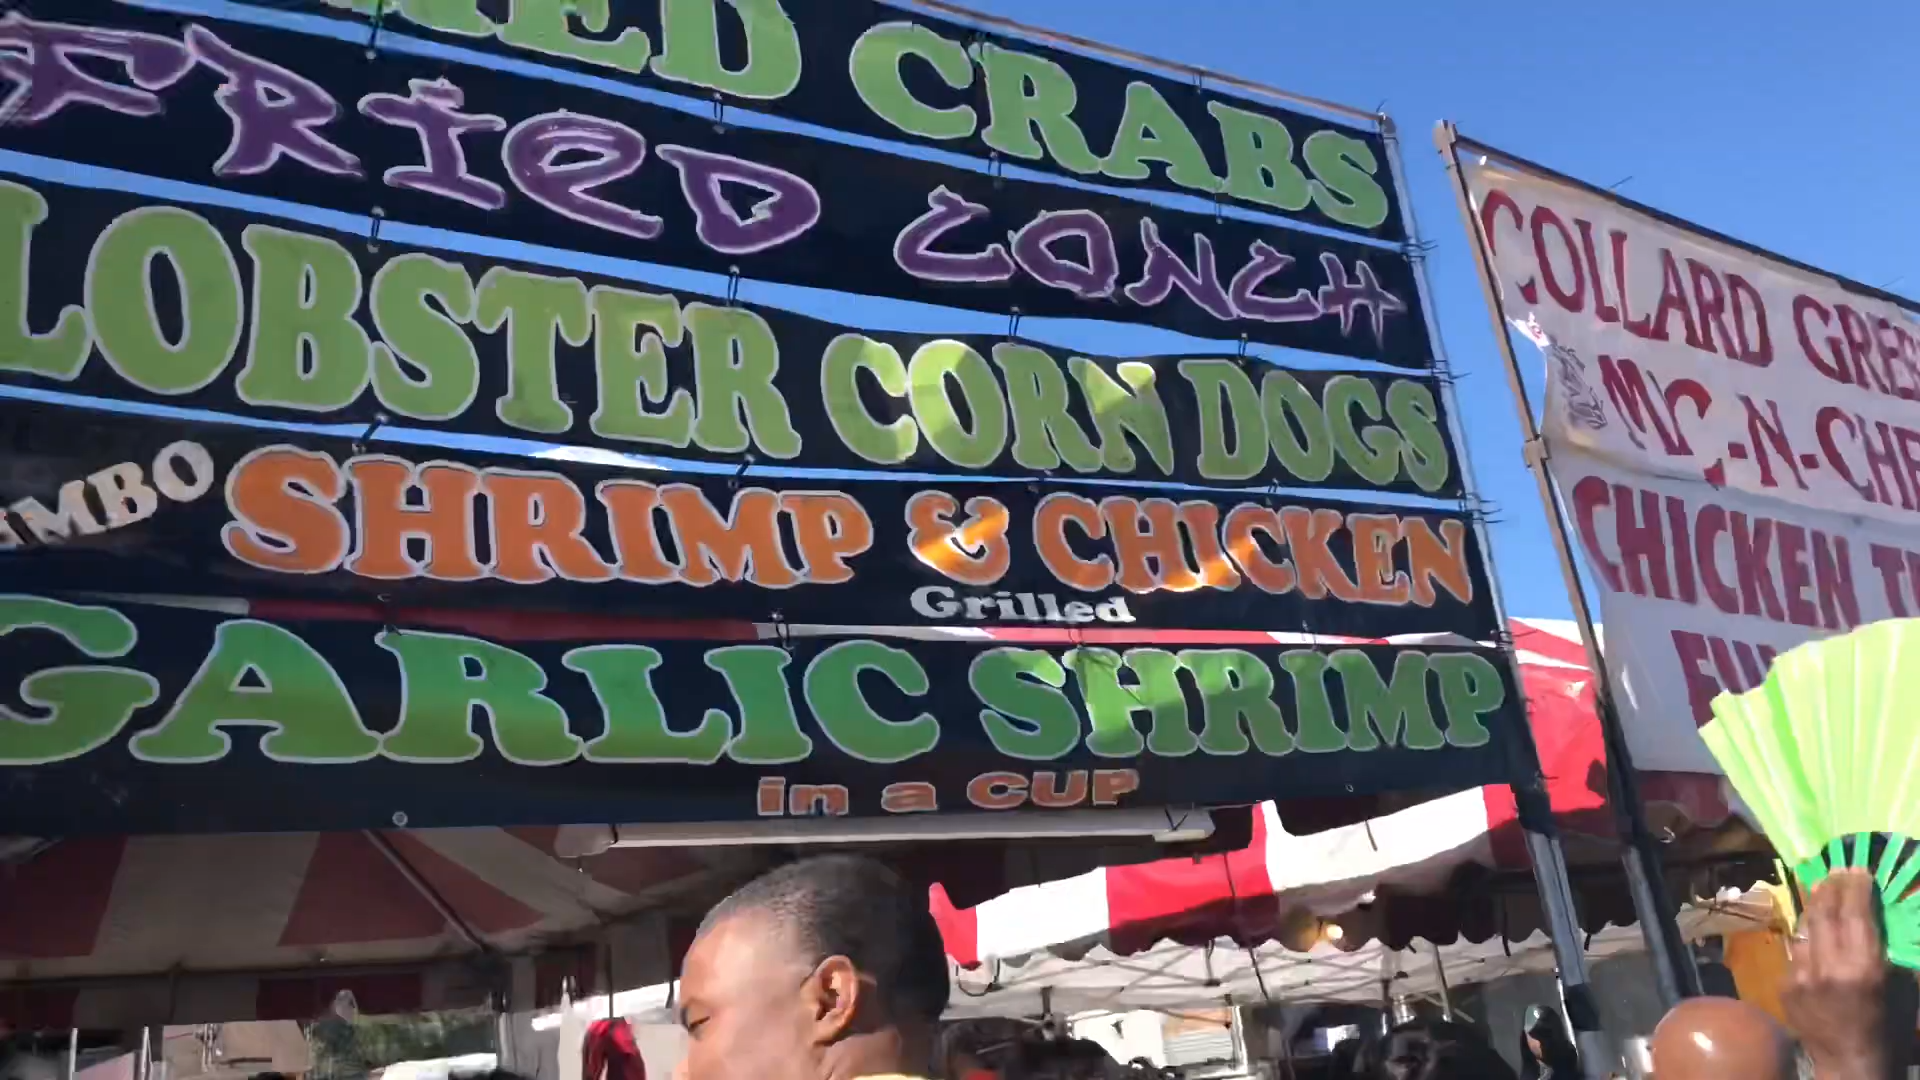 CRABS
FRIED CONCH
LOBSTER CORN DOGS
SHRIMP & CHICKEN
Grilled
GARLIC SHRIMP
in a CUP
COLLARD
CHICKEN